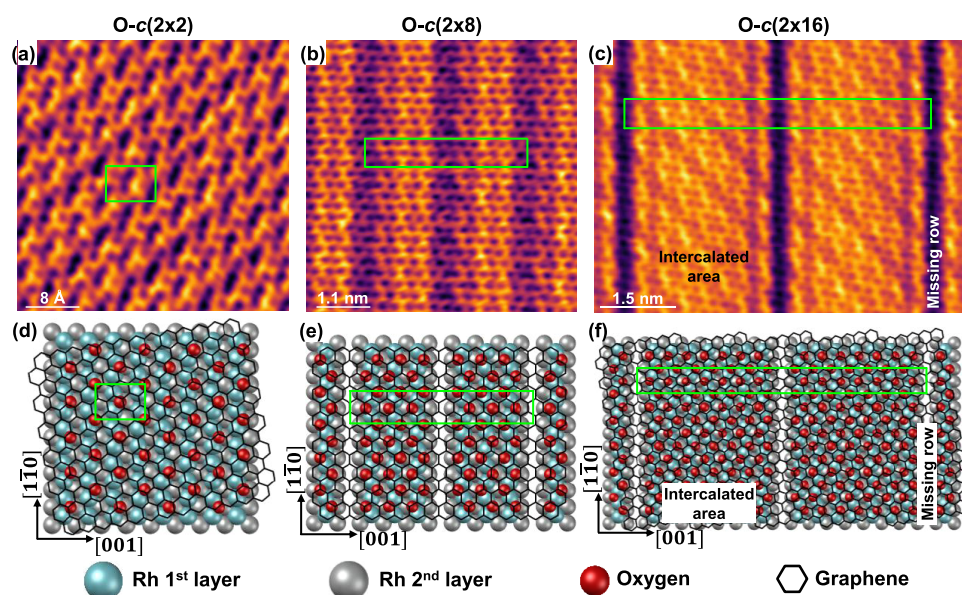 O-c(2x2)
O-c(2x8)
O-c(2x16)
(a)
(b)
(c)
Intercalated
area
Missing row
8 Å
1.1 nm
1.5 nm
(d)
(e)
(f)
[11̄0]
[001]
[11̄0]
[001]
[11̄0]
[001]
Intercalated
area
Missing row
Rh 1st layer
Rh 2nd layer
Oxygen
Graphene